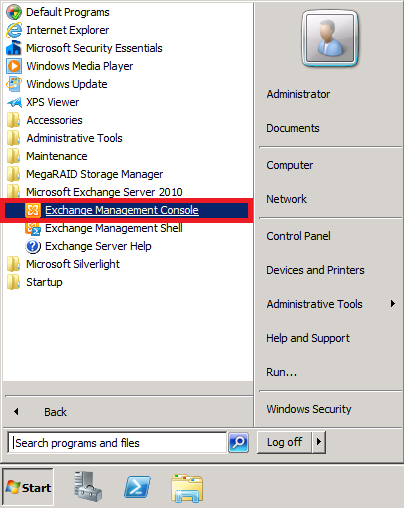 Default Programs
Internet Explorer
Microsoft Security Essentials
Windows Media Player
Windows Update
XPS Viewer
Accessories
Administrative Tools
Maintenance
MegaRAID Storage Manager
Microsoft Exchange Server 2010
Exchange Management Console
Exchange Management Shell
Exchange Server Help
Microsoft Silverlight
Startup
Back
Search programs and files
Administrator
Documents
Computer
Network
Control Panel
Devices and Printers
Administrative Tools
Help and Support
Run...
Windows Security
Log off
Start